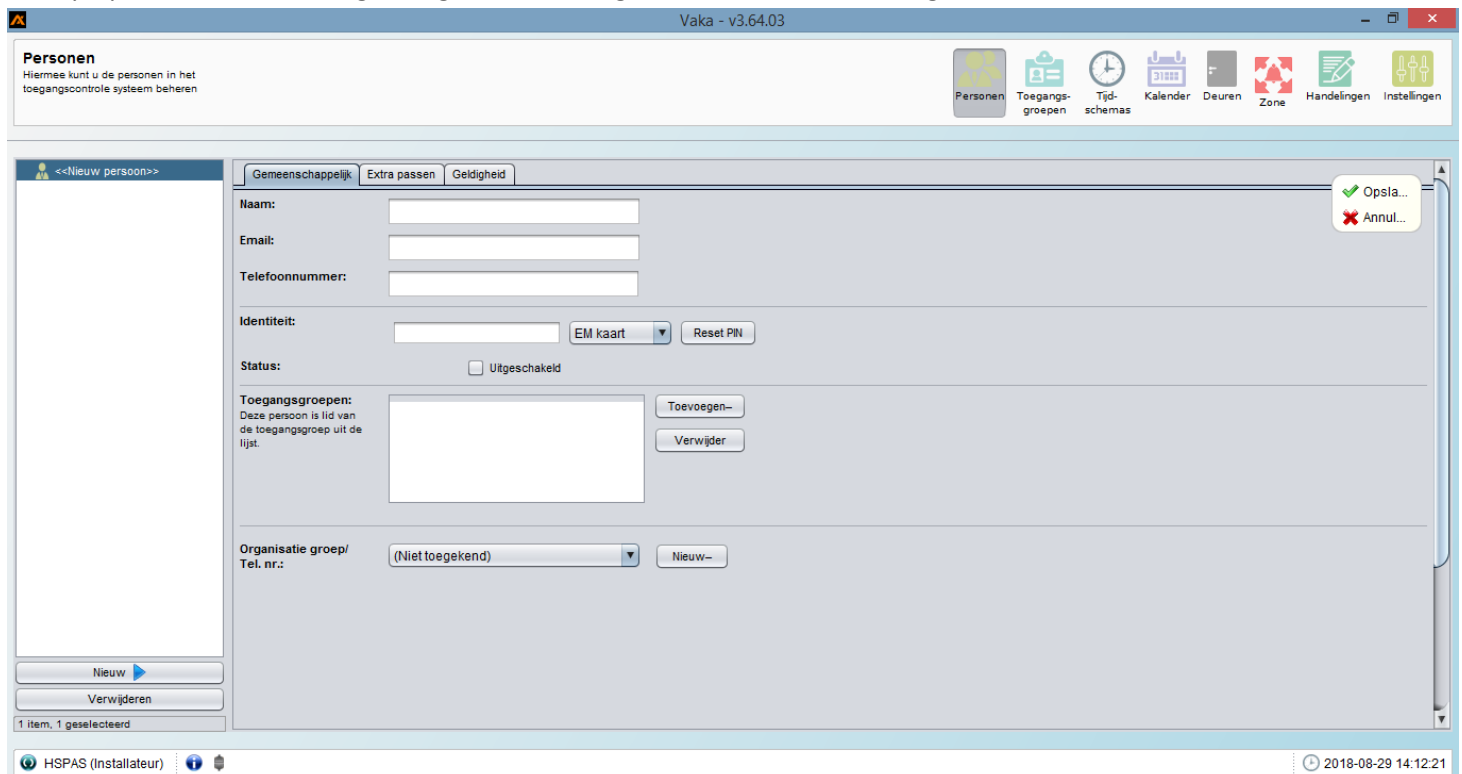 Vaka - v3.64.03
Personen
Hiermee kunt u de personen in het
toegangscontrole systeem beheren
Personen
Toegangs-
groepen
Tijd-
schemas
Kalender
Deuren
Zone
Handelingen
Instellingen
<<Nieuw persoon>>
Gemeenschappelijk Extra passen Geldigheid
Opsla...
Annul...
Naam:
Email:
Telefoonnummer:
Identiteit:
EM kaart
Reset PIN
Status:
Uitgeschakeld
Toegangsgroepen:
Deze persoon is lid van
de toegangsgroep uit de
lijst.
Toevoegen–
Verwijder
Organisatie groep/
Tel. nr.:
(Niet toegekend)
Nieuw–
Nieuw
Verwijderen
1 item, 1 geselecteerd
HSPAS (Installateur)
2018-08-29 14:12:21